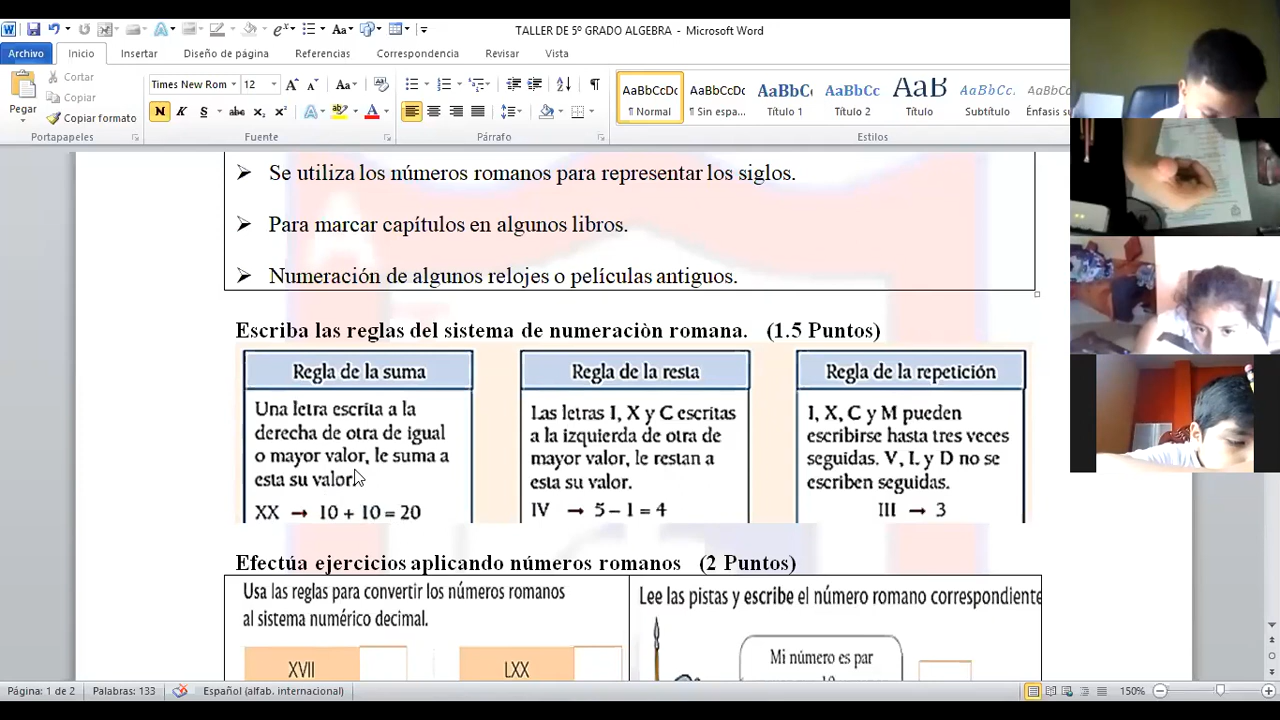 TALLER DE 5º GRADO ALGEBRA - Microsoft Word
Archivo Inicio Insertar Diseño de página Referencias Correspondencia Revisar Vista
Pegar
Cortar
Copiar
Copiar formato
Portapapeles
Times New Rom 12
Fuente
Párrafo
AaBbCcDc AaBbCcDc AaBbC AaBbCc AaB AaBbCc. AaBbCcD
¶ Normal ¶ Sin espa... Título 1 Título 2 Título Subtítulo Énfasis su
Estilos
➢ Se utiliza los números romanos para representar los siglos.
➢ Para marcar capítulos en algunos libros.
➢ Numeración de algunos relojes o películas antiguos.
Escriba las reglas del sistema de numeraciòn romana. (1.5 Puntos)
Regla de la suma
Una letra escrita a la
derecha de otra de igual
o mayor valor, le suma a
esta su valor.
XX → 10 + 10 = 20
Regla de la resta
Las letras I, X y C escritas
a la izquierda de otra de
mayor valor, le restan a
esta su valor.
IV → 5 – 1 = 4
Regla de la repetición
I, X, C y M pueden
escribirse hasta tres veces
seguidas. V, L y D no se
escriben seguidas.
III → 3
Efectúa ejercicios aplicando números romanos (2 Puntos)
Usa las reglas para convertir los números romanos
al sistema numérico decimal.
XVII
LXX
Lee las pistas y escribe el número romano correspondiente
Mi número es par
Página: 1 de 2 Palabras: 133 Español (alfab. internacional) 150%